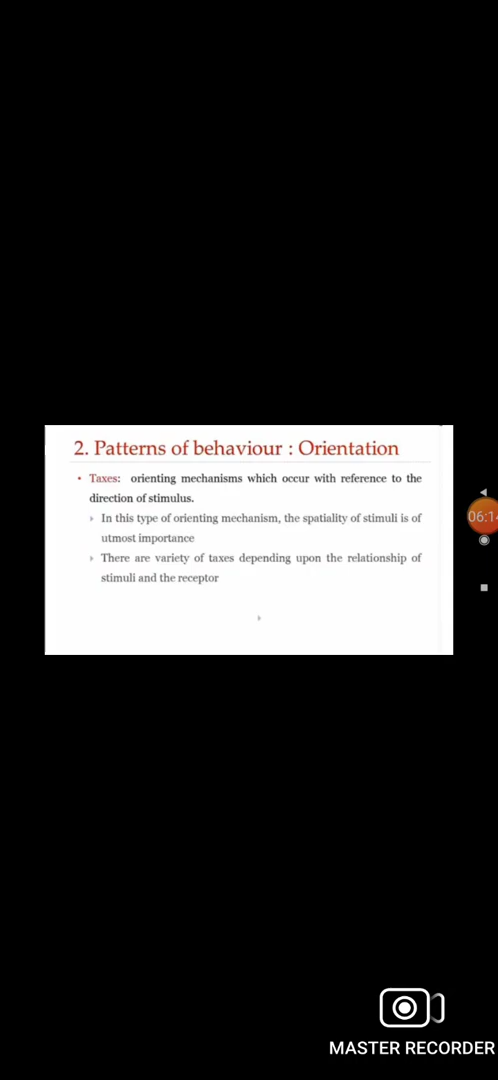 2. Patterns of behaviour : Orientation
• Taxes: orienting mechanisms which occur with reference to the
direction of stimulus.
› In this type of orienting mechanism, the spatiality of stimuli is of
utmost importance
› There are variety of taxes depending upon the relationship of
stimuli and the receptor
06:14
MASTER RECORDER